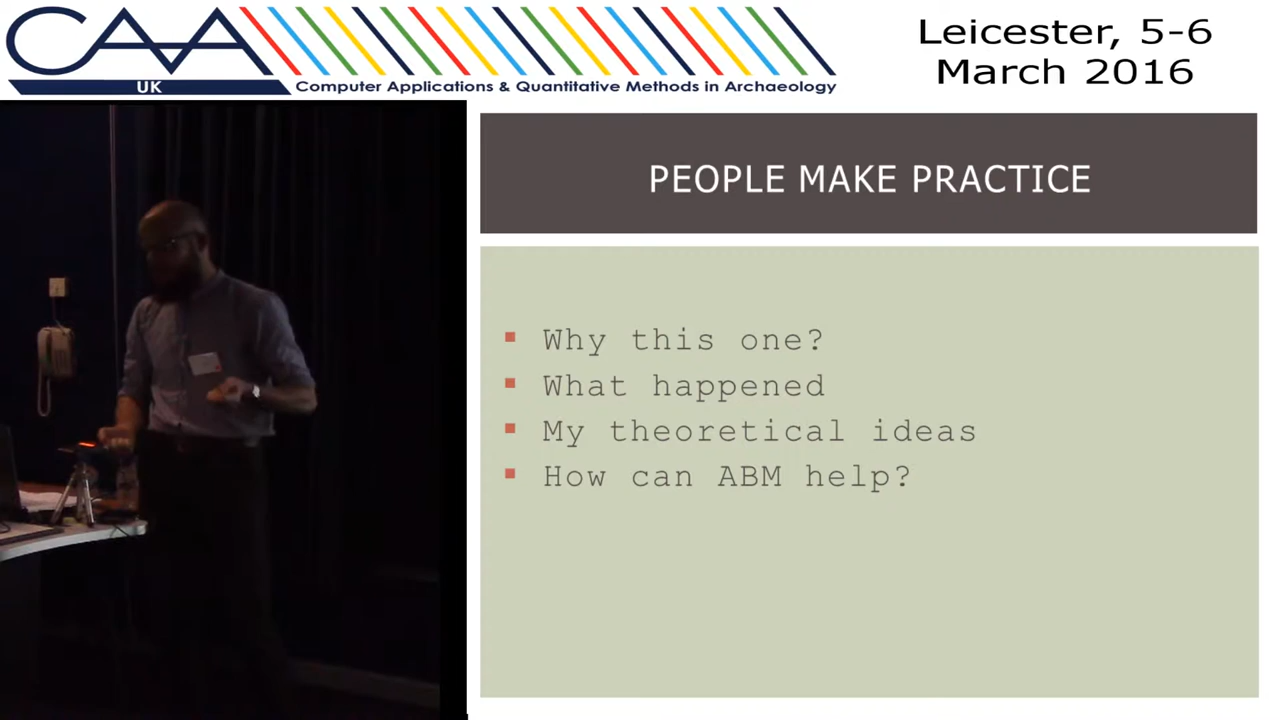 CAA
UK
Computer Applications & Quantitative Methods in Archaeology
Leicester, 5-6
March 2016
PEOPLE MAKE PRACTICE
Why this one?
What happened
My theoretical ideas
How can ABM help?